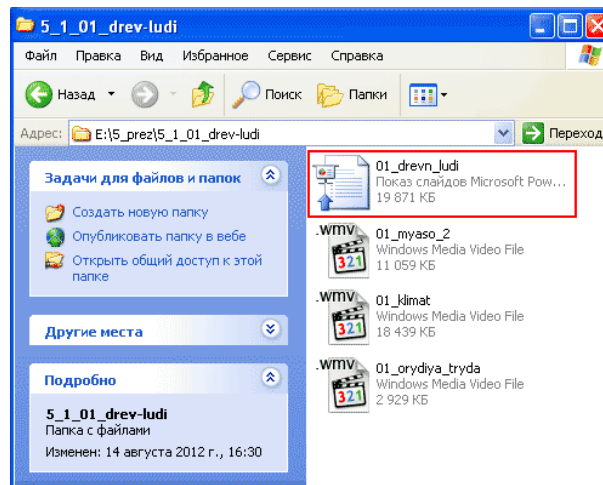 5_1_01_drev-ludi
Файл Правка Вид Избранное Сервис Справка
Назад Поиск Папки
Адрес: E:\5_prez\5_1_01_drev-ludi Переход
Задачи для файлов и папок
Создать новую папку
Опубликовать папку в вебе
Открыть общий доступ к этой
папке
Другие места
Подробно
5_1_01_drev-ludi
Папка с файлами
Изменен: 14 августа 2012 г., 16:30
01_drevn_ludi
Показ слайдов Microsoft Pow...
19 871 КБ
.wmv
321
01_myaso_2
Windows Media Video File
11 059 КБ
.wmv
321
01_klimat
Windows Media Video File
18 439 КБ
.wmv
321
01_orydiya_tryda
Windows Media Video File
2 929 КБ